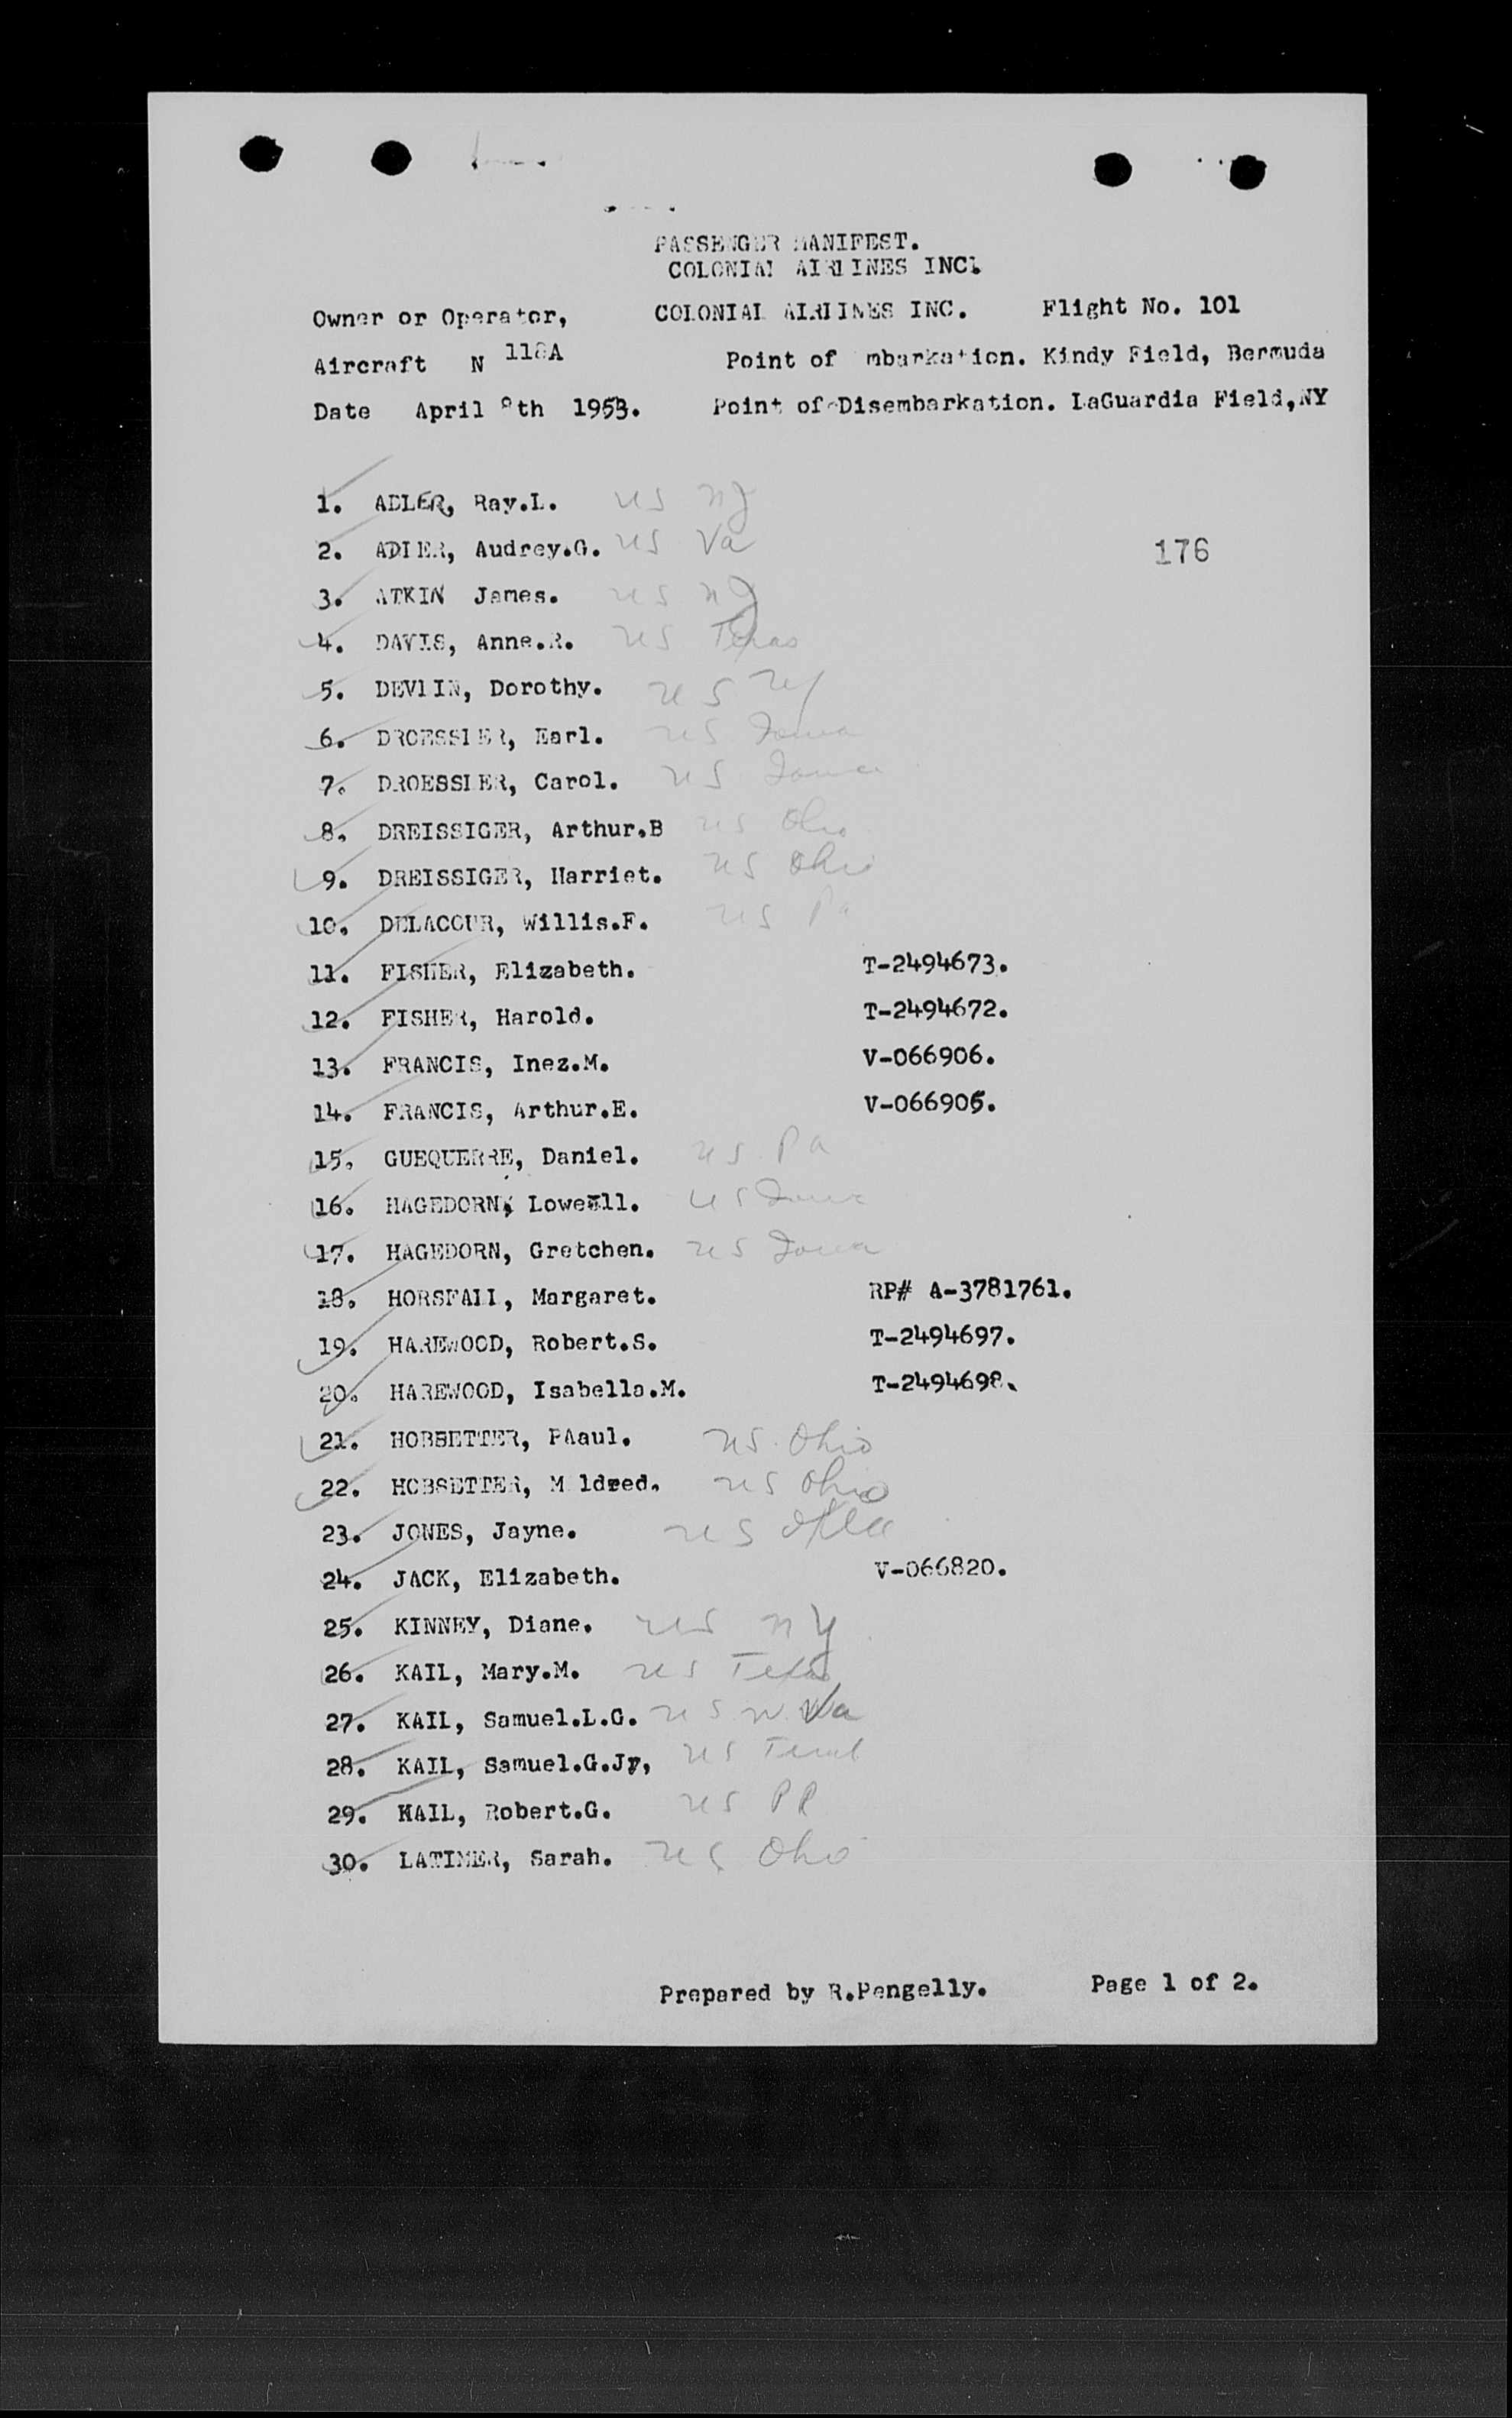 PASSENGER MANIFEST.
COLONIAL AIRLINES INC.
Owner or Operator, COLONIAL AIRLINES INC. Flight No. 101
Aircraft N 118A Point of mbarkation. Kindy Field, Bermuda
Date April 8th 1953. Point of Disembarkation. LaGuardia Field,NY
1. ADLER, Ray.L. US NJ
2. ADLER, Audrey.G. US Va
176
3. ATKIN James. US NJ
4. DAVIS, Anne.R. US Texas
5. DEVLIN, Dorothy. US NY
6. DROESSLER, Earl. US Iowa
7. DROESSLER, Carol. US Iowa
8. DREISSIGER, Arthur.B US Ohio
9. DREISSIGER, Harriet. US Ohio
10. DELACOUR, Willis.F. US Pa
11. FISHER, Elizabeth. T-2494673.
12. FISHER, Harold. T-2494672.
13. FRANCIS, Inez.M. V-066906.
14. FRANCIS, Arthur.E. V-066905.
15. GUEQUERRE, Daniel. US Pa
16. HAGEDORN, Lowell. US Iowa
17. HAGEDORN, Gretchen. US Iowa
18. HORSFALL, Margaret. RP# A-3781761.
19. HAREWOOD, Robert.S. T-2494697.
20. HAREWOOD, Isabella.M. T-2494698.
21. HOBSETTER, PAaul. US Ohio
22. HOBSETTER, M ldred. US Ohio
23. JONES, Jayne. US
24. JACK, Elizabeth. V-066820.
25. KINNEY, Diane. US NY
26. KAIL, Mary.M. US Texas
27. KAIL, Samuel.L.G. US W Va
28. KAIL, Samuel.G.Jr, US
29. KAIL, Robert.G. US PR
30. LATIMER, Sarah. US Ohio
Prepared by R.Pengelly. Page 1 of 2.